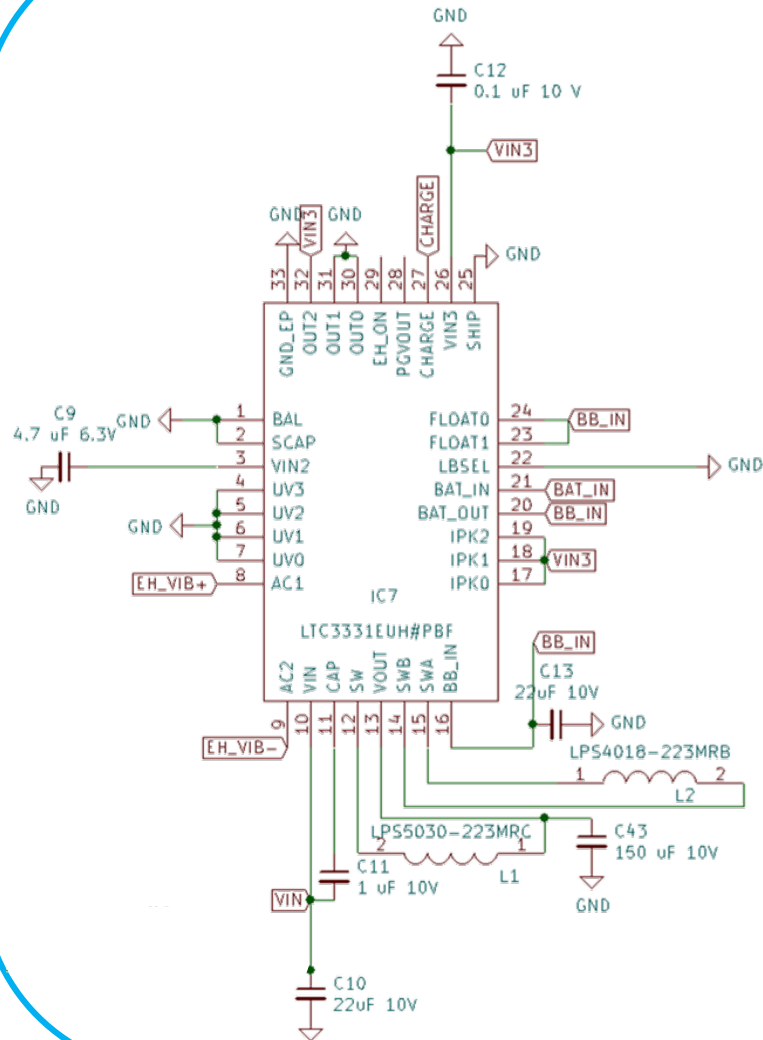 GND
C12
0.1 uF 10 V
VIN3
CHARGE
GND
VIN3
GND
GND
33
32
31
30
29
28
27
26
25
GND_EP
OUT2
OUT1
OUT0
EH_ON
PGVOUT
CHARGE
VIN3
SHIP
C9
4.7 uF 6.3V
GND
GND
GND
EH_VIB+
1
2
3
4
5
6
7
8
BAL
SCAP
VIN2
UV3
UV2
UV1
UV0
AC1
FLOAT0
FLOAT1
LBSEL
BAT_IN
BAT_OUT
IPK2
IPK1
IPK0
24
23
22
21
20
19
18
17
BB_IN
GND
BAT_IN
BB_IN
VIN3
IC7
LTC3331EUH#PBF
AC2
VIN
CAP
SW
VOUT
SWB
SWA
BB_IN
9
10
11
12
13
14
15
16
EH_VIB-
BB_IN
C13
22uF 10V
GND
LPS4018-223MRB
1
2
L2
LPS5030-223MRC
2
1
L1
C43
150 uF 10V
GND
C11
1 uF 10V
VIN
C10
22uF 10V